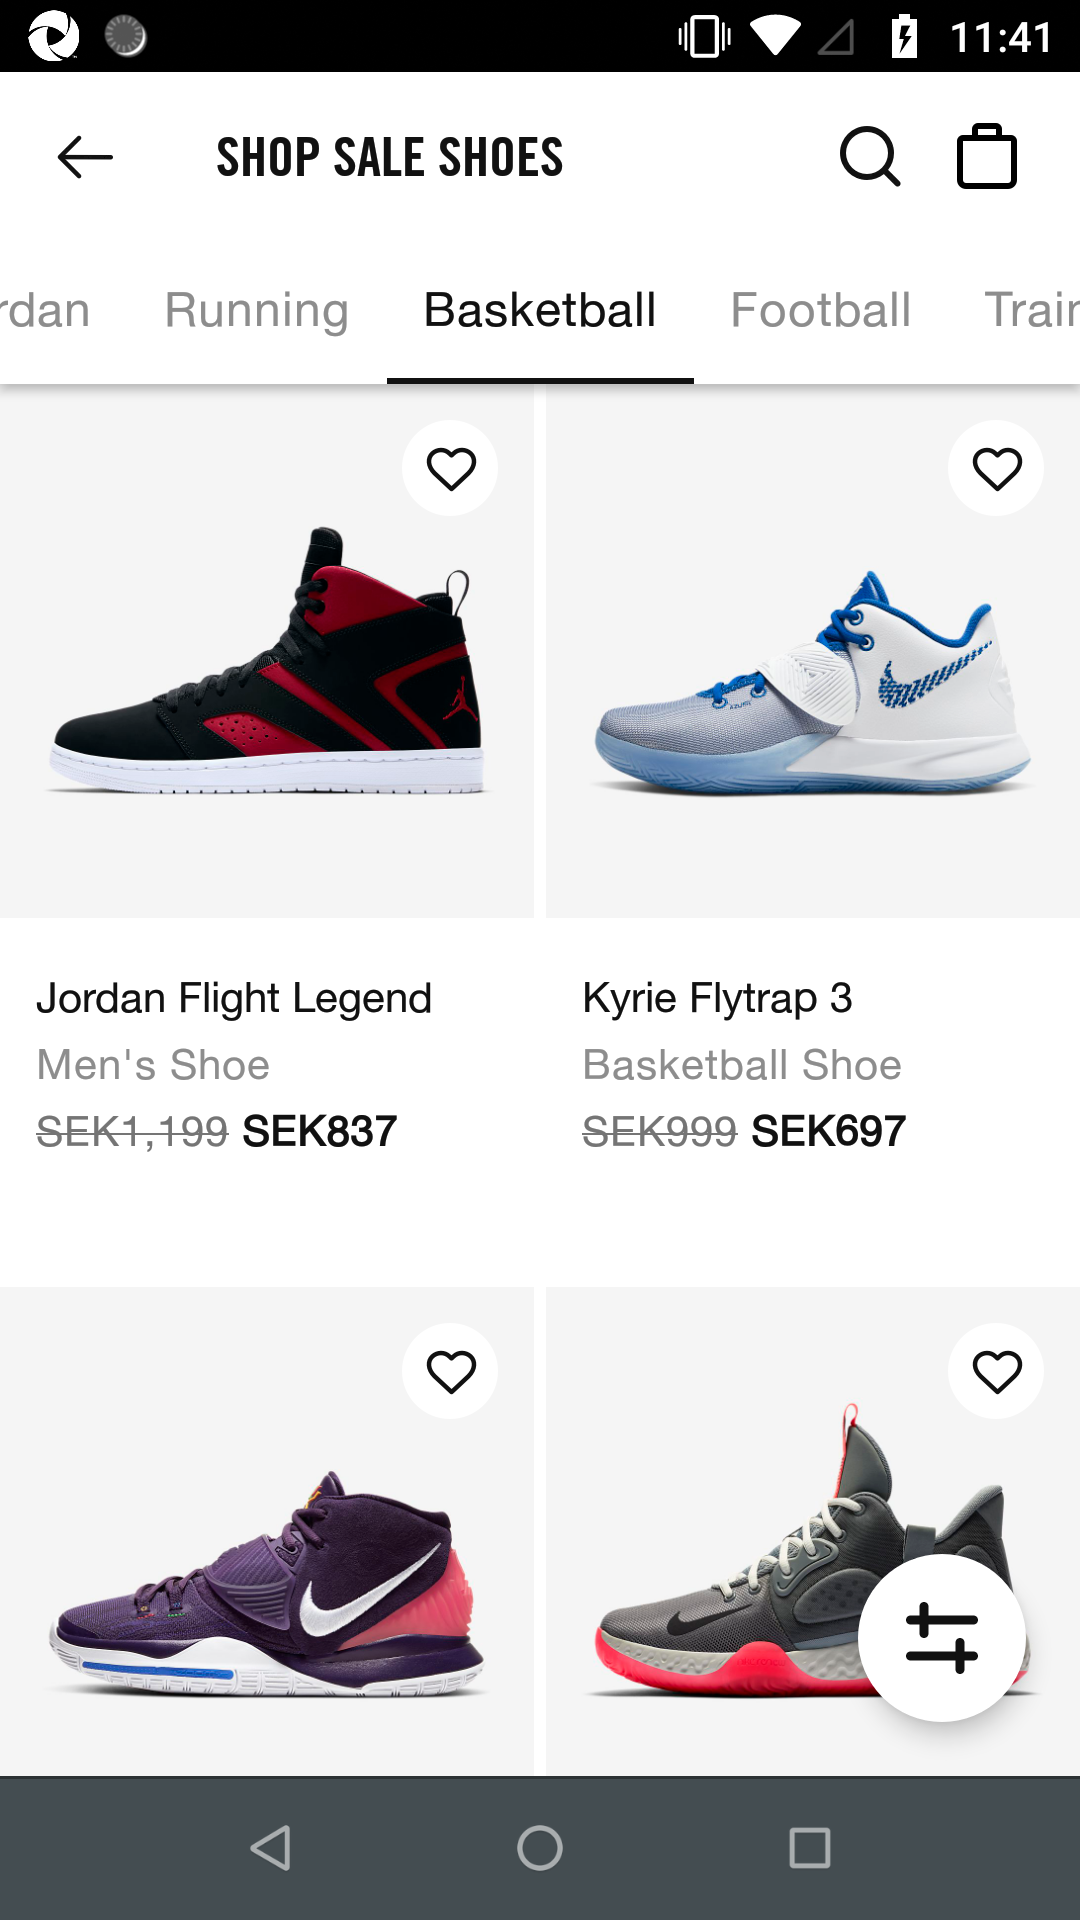 11:41
SHOP SALE SHOES
rdan Running Basketball Football Train
Jordan Flight Legend
Men's Shoe
SEK1,199 SEK837
Kyrie Flytrap 3
Basketball Shoe
SEK999 SEK697